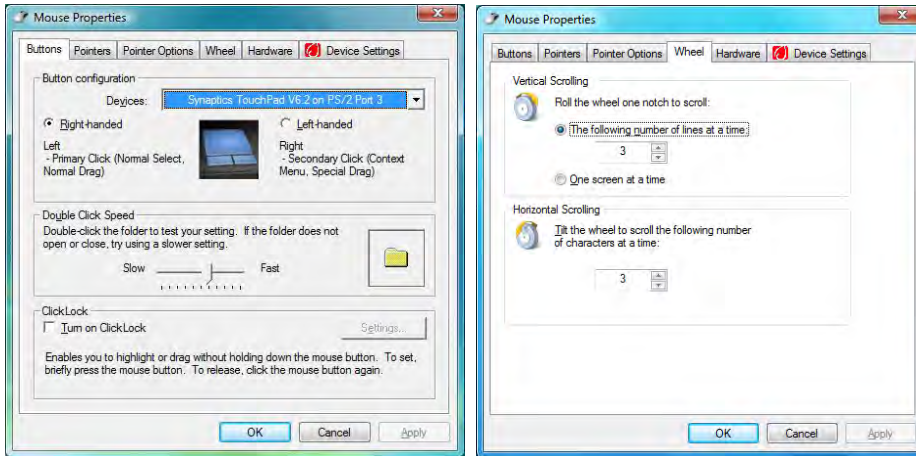 Mouse Properties
Buttons Pointers Pointer Options Wheel Hardware Device Settings
Button configuration
Devices: Synaptics TouchPad V6.2 on PS/2 Port 3
Right-handed
Left-handed
Left
- Primary Click (Normal Select,
Normal Drag)
Right
- Secondary Click (Context
Menu, Special Drag)
Double Click Speed
Double-click the folder to test your setting. If the folder does not
open or close, try using a slower setting.
Slow Fast
ClickLock
Turn on ClickLock
Settings...
Enables you to highlight or drag without holding down the mouse button. To set,
briefly press the mouse button. To release, click the mouse button again.
OK Cancel Apply
Mouse Properties
Buttons Pointers Pointer Options Wheel Hardware Device Settings
Vertical Scrolling
Roll the wheel one notch to scroll:
The following number of lines at a time:
3
One screen at a time
Horizontal Scrolling
Tilt the wheel to scroll the following number
of characters at a time:
3
OK Cancel Apply